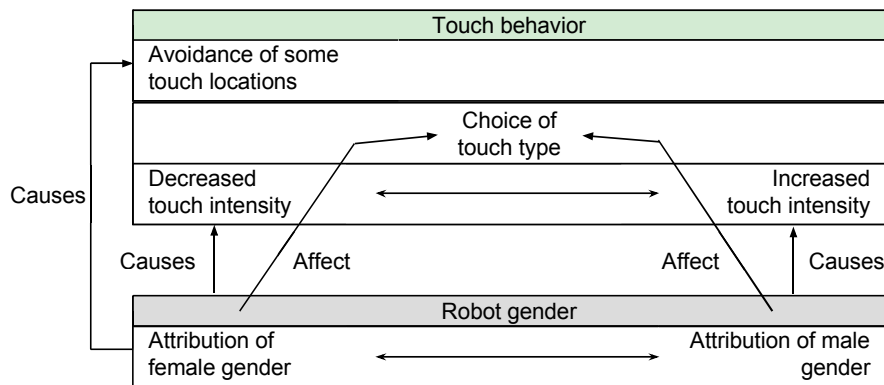 Touch behavior
Avoidance of some
touch locations
Choice of
touch type
Causes
Decreased
touch intensity
Increased
touch intensity
Causes
Affect
Affect
Causes
Robot gender
Attribution of
female gender
Attribution of male
gender